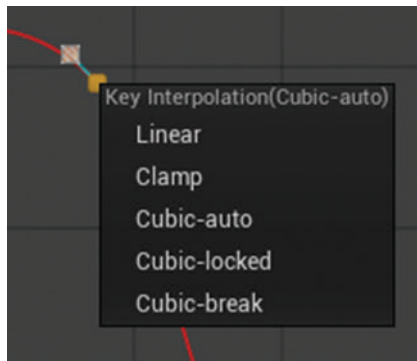 Key Interpolation(Cubic-auto)
Linear
Clamp
Cubic-auto
Cubic-locked
Cubic-break